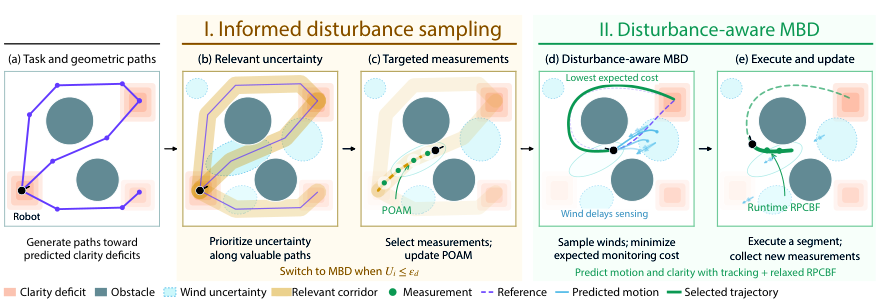 I. Informed disturbance sampling
II. Disturbance-aware MBD
(a) Task and geometric paths
(b) Relevant uncertainty
(c) Targeted measurements
(d) Disturbance-aware MBD
(e) Execute and update
Robot
POAM
Lowest expected cost
Wind delays sensing
Runtime RPCBF
Generate paths toward
predicted clarity deficits
Prioritize uncertainty
along valuable paths
Select measurements;
update POAM
Sample winds; minimize
expected monitoring cost
Execute a segment;
collect new measurements
Switch to MBD when U_i ≤ ε_d
Predict motion and clarity with tracking + relaxed RPCBF
Clarity deficit
Obstacle
Wind uncertainty
Relevant corridor
Measurement
Reference
Predicted motion
Selected trajectory